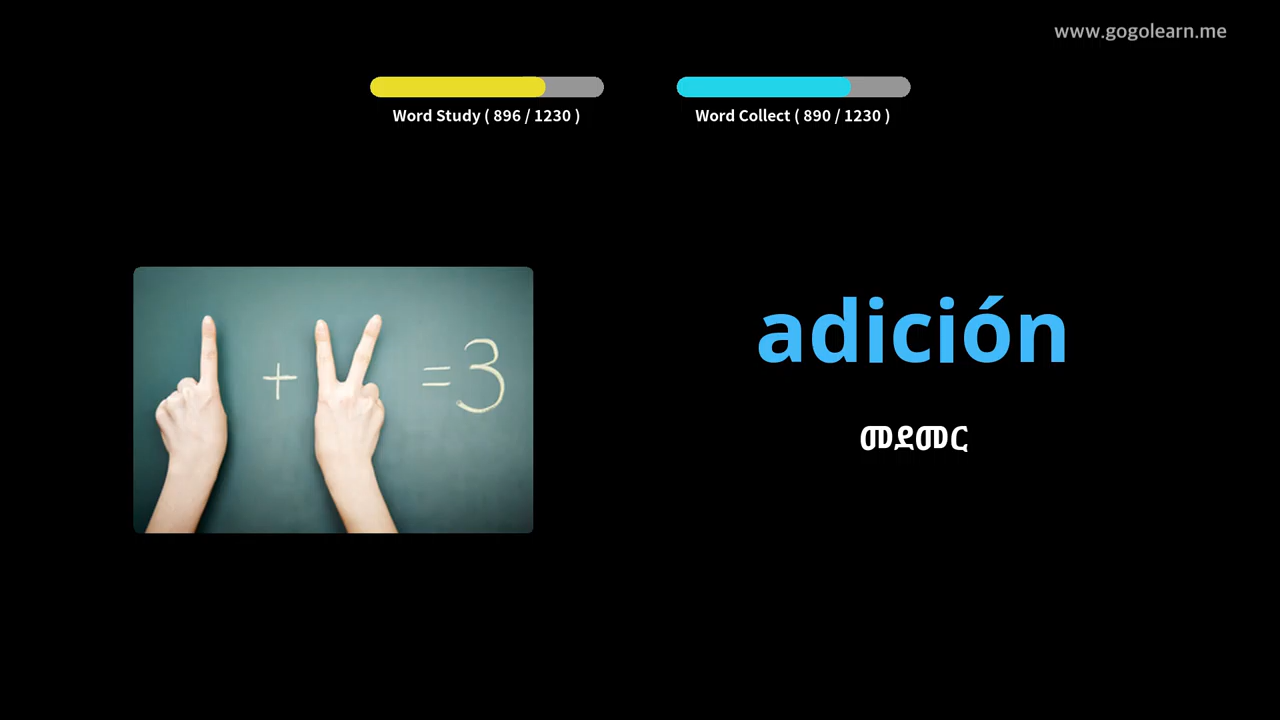 www.gogolearn.me
Word Study ( 896 / 1230 )
Word Collect ( 890 / 1230 )
+ = 3
adición
መደመር